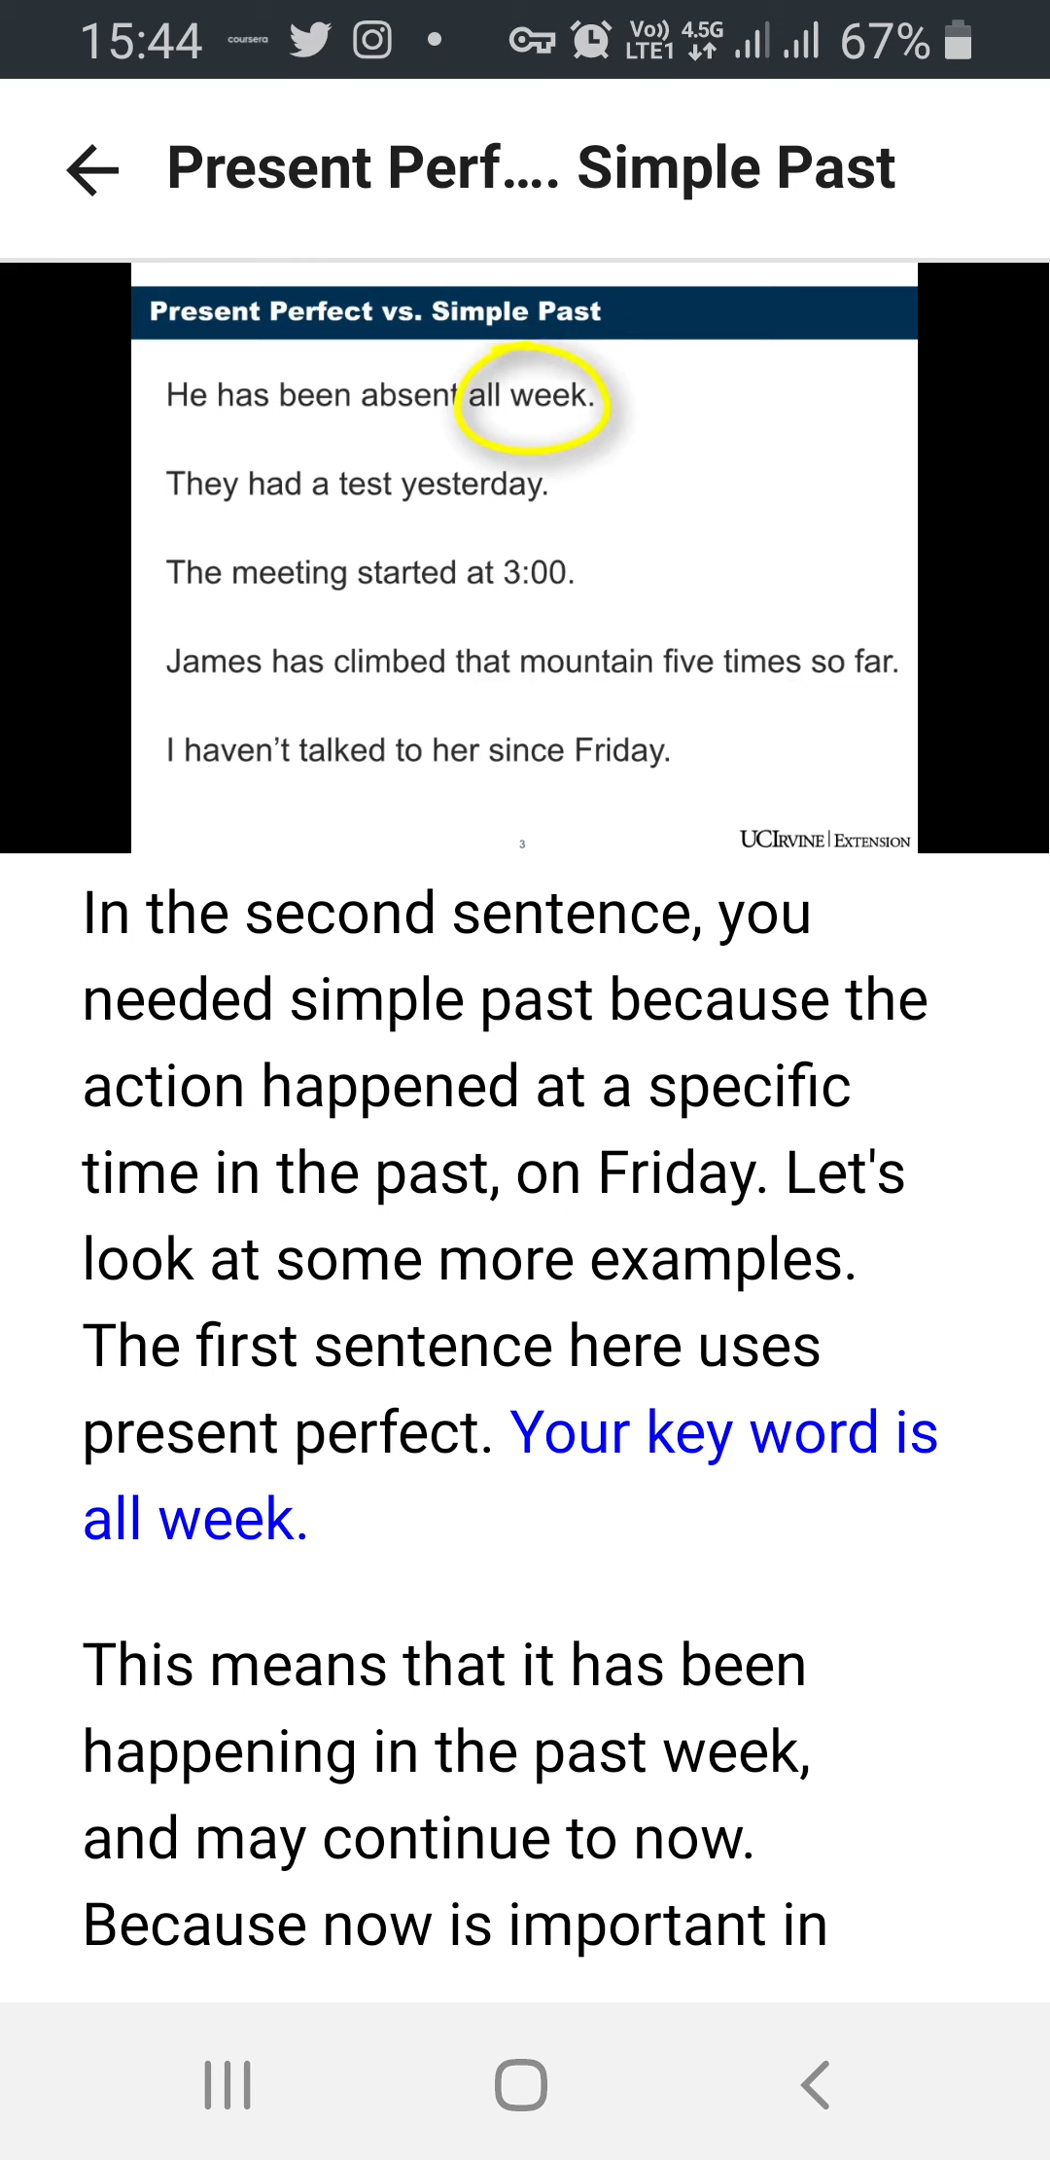 15:44 coursera Vo) LTE1 4.5G 67%
Present Perf.... Simple Past
Present Perfect vs. Simple Past
He has been absent all week.
They had a test yesterday.
The meeting started at 3:00.
James has climbed that mountain five times so far.
I haven't talked to her since Friday.
3 UCIRVINE | EXTENSION
In the second sentence, you
needed simple past because the
action happened at a specific
time in the past, on Friday. Let's
look at some more examples.
The first sentence here uses
present perfect. Your key word is
all week.
This means that it has been
happening in the past week,
and may continue to now.
Because now is important in